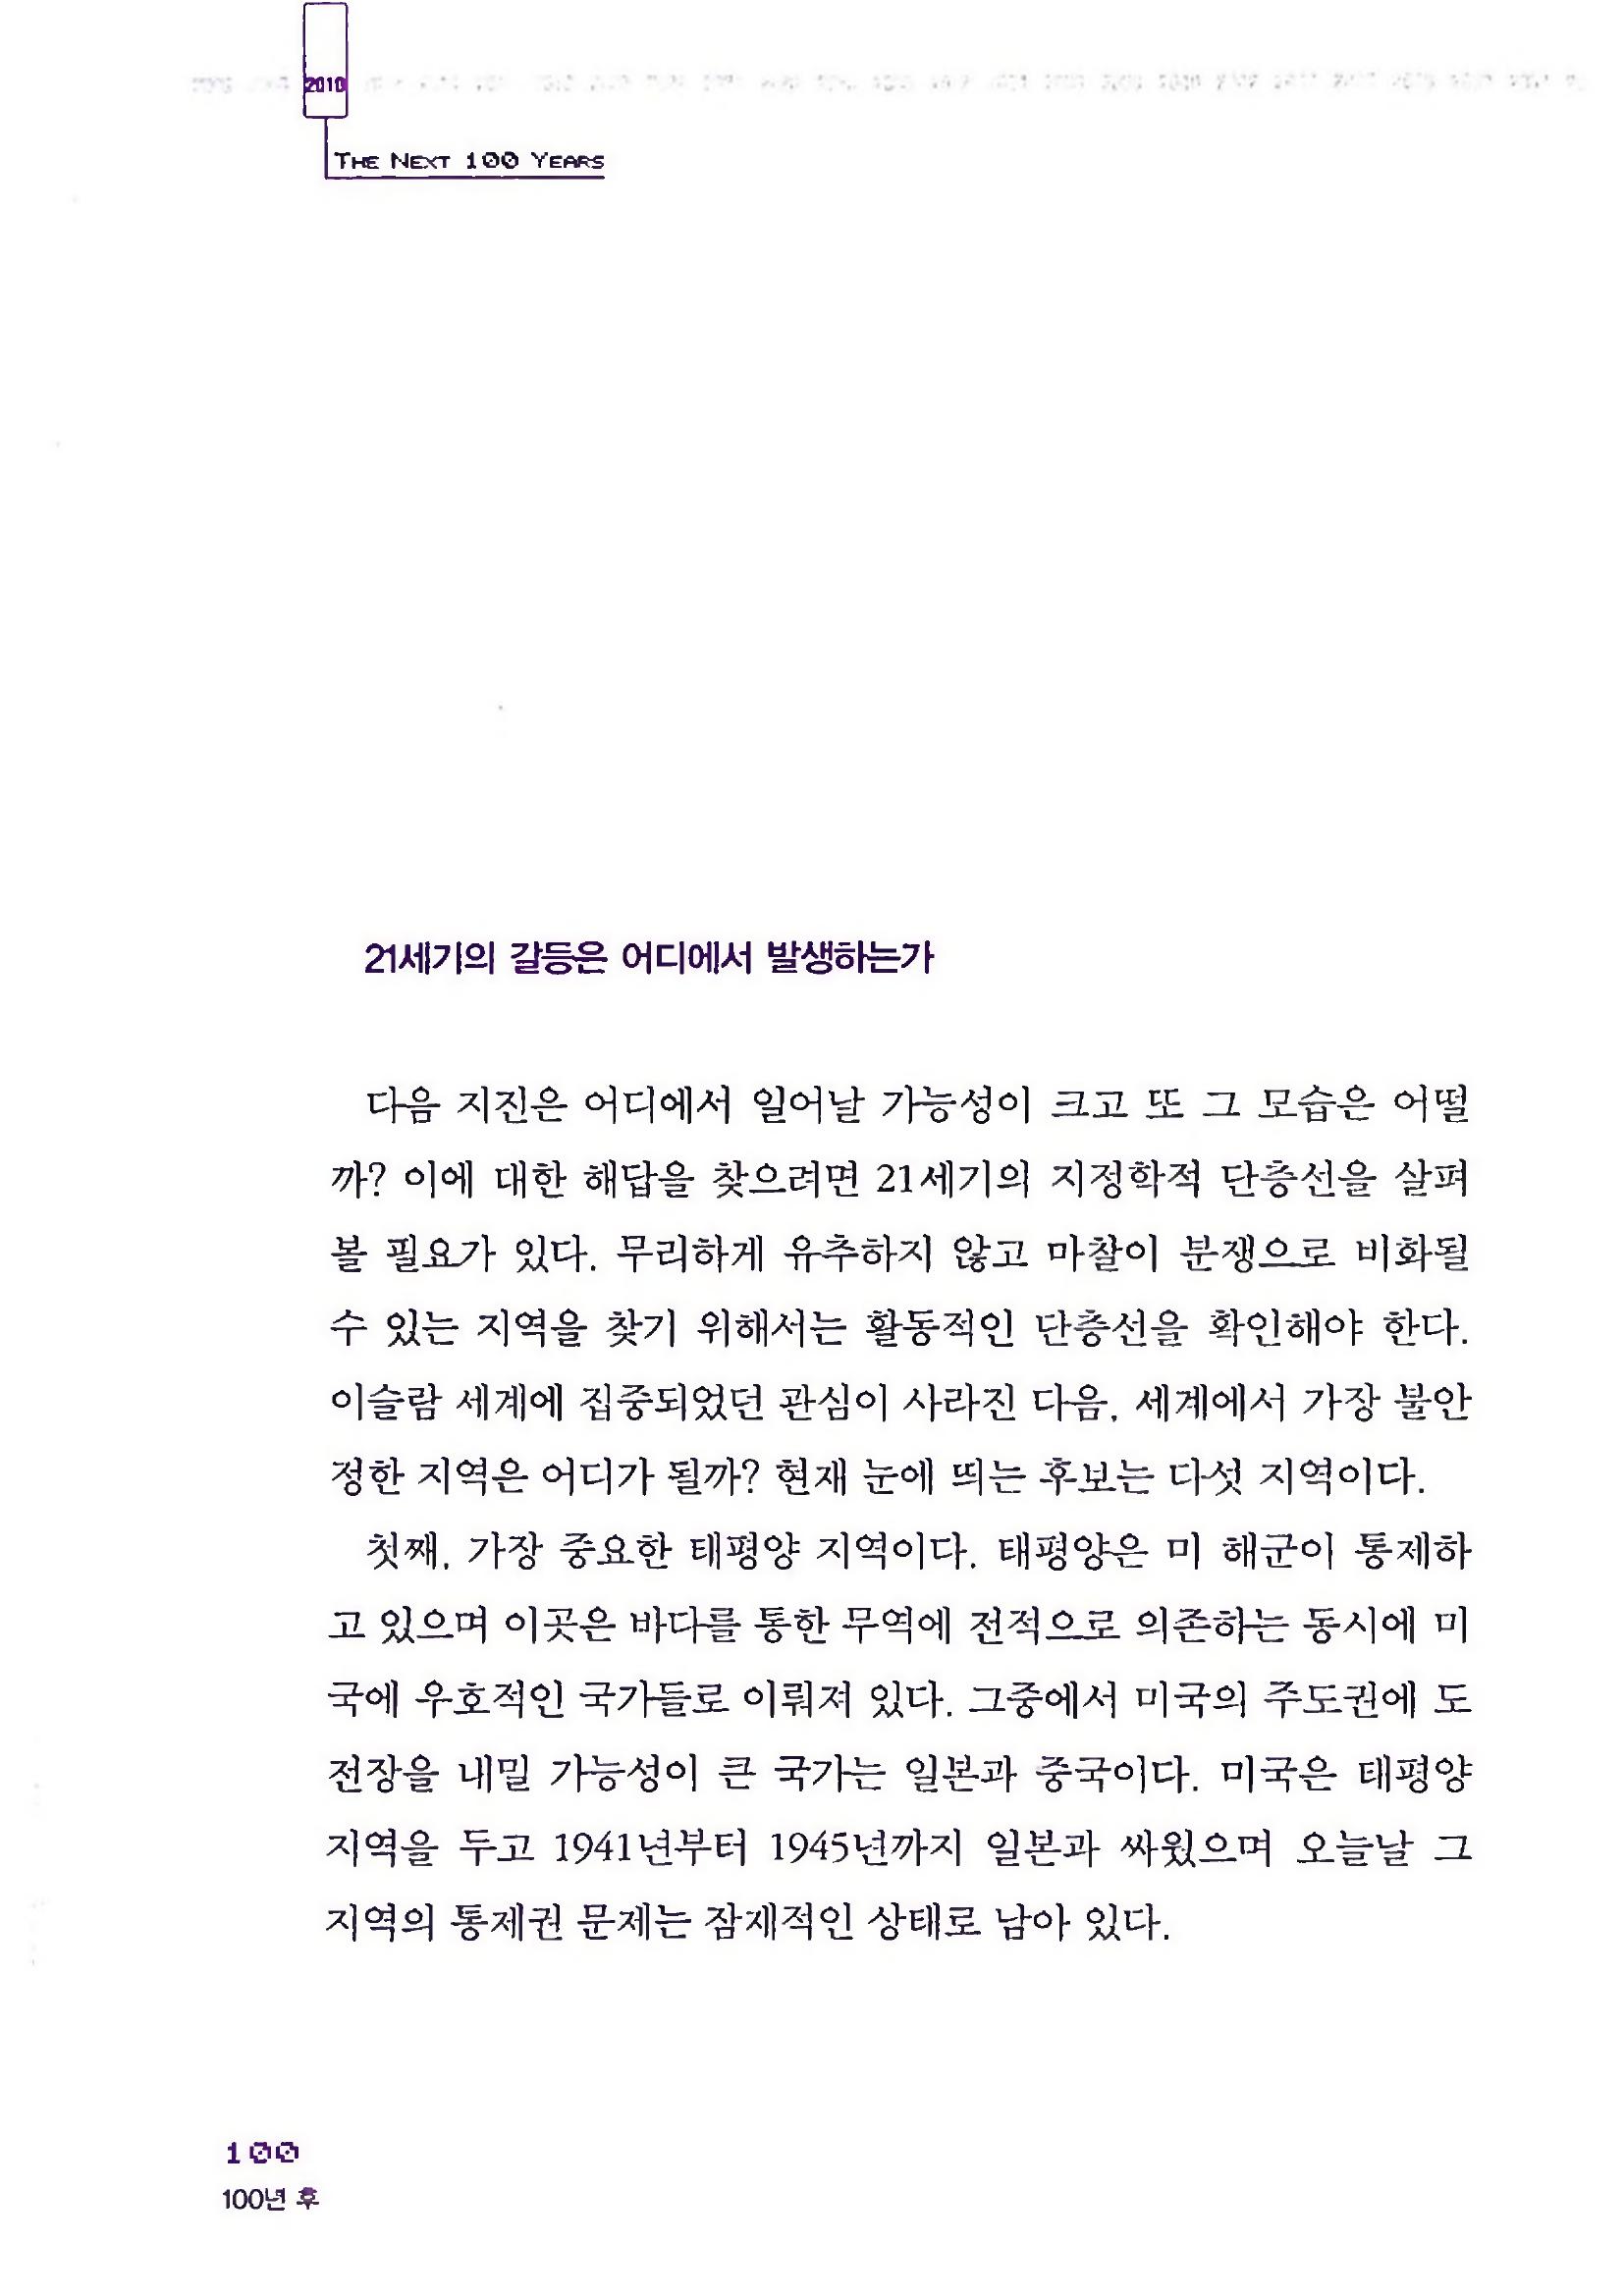 2010
THE NEXT 100 YEARS
21세기의 갈등은 어디에서 발생하는가
다음 지진은 어디에서 일어날 가능성이 크고 또 그 모습은 어떨
까? 이에 대한 해답을 찾으려면 21세기의 지정학적 단층선을 살펴
볼 필요가 있다. 무리하게 유추하지 않고 마찰이 분쟁으로 비화될
수 있는 지역을 찾기 위해서는 활동적인 단층선을 확인해야 한다.
이슬람 세계에 집중되었던 관심이 사라진 다음, 세계에서 가장 불안
정한 지역은 어디가 될까? 현재 눈에 띄는 후보는 다섯 지역이다.
첫째, 가장 중요한 태평양 지역이다. 태평양은 미 해군이 통제하
고 있으며 이곳은 바다를 통한 무역에 전적으로 의존하는 동시에 미
국에 우호적인 국가들로 이뤄져 있다. 그중에서 미국의 주도권에 도
전장을 내밀 가능성이 큰 국가는 일본과 중국이다. 미국은 태평양
지역을 두고 1941년부터 1945년까지 일본과 싸웠으며 오늘날 그
지역의 통제권 문제는 잠재적인 상태로 남아 있다.
100
100년 후